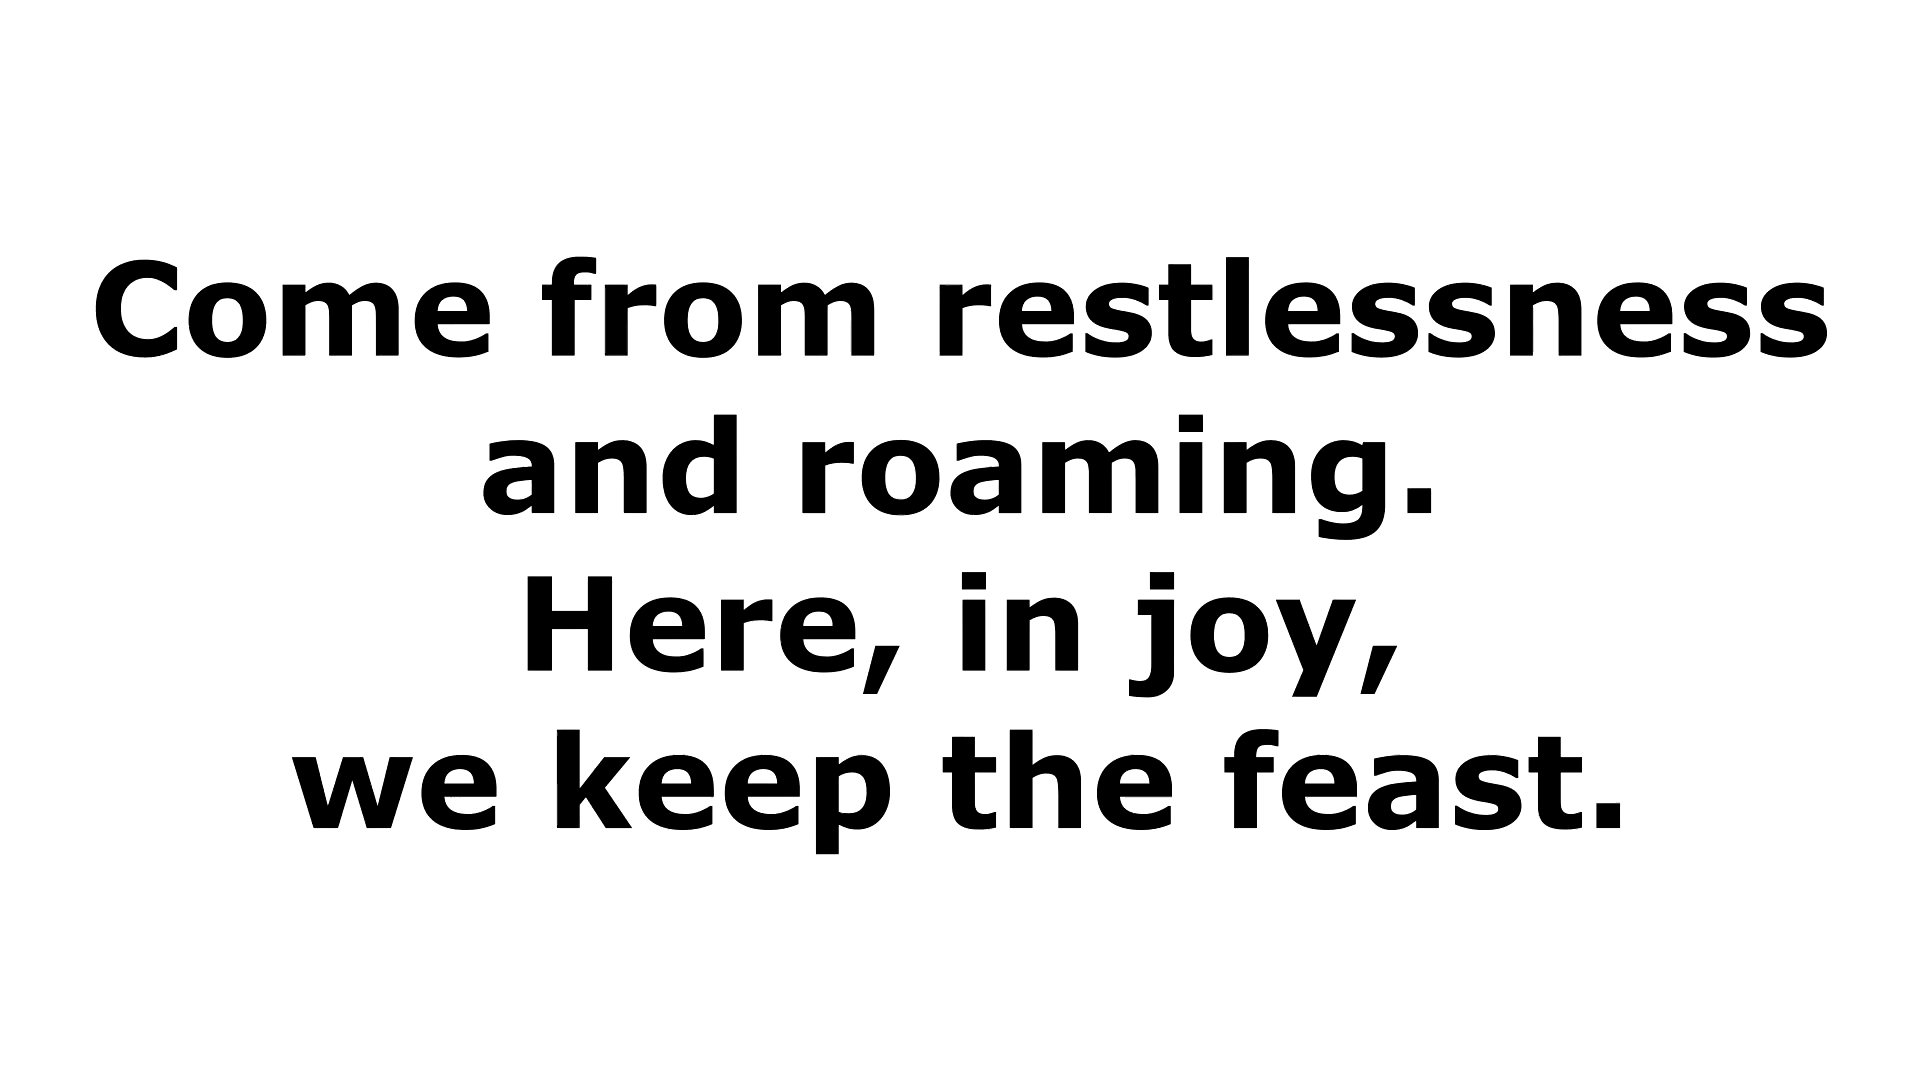 Come from restlessness
and roaming.
Here, in joy,
we keep the feast.